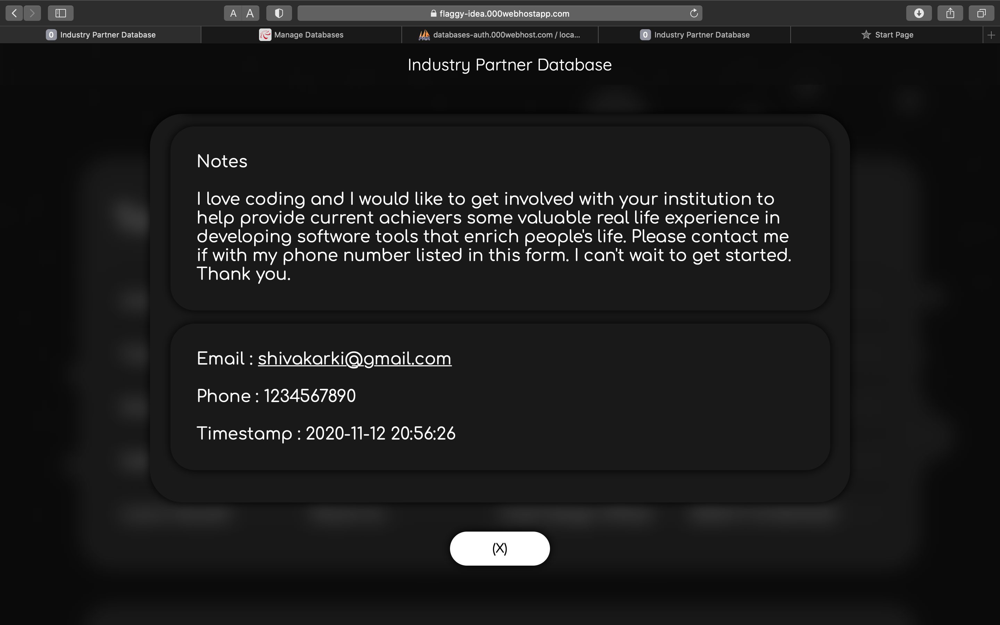 A A flaggy-idea.000webhostapp.com
0 Industry Partner Database Manage Databases PMA databases-auth.000webhost.com / loca... 0 Industry Partner Database Start Page
Industry Partner Database
Notes
I love coding and I would like to get involved with your institution to
help provide current achievers some valuable real life experience in
developing software tools that enrich people's life. Please contact me
if with my phone number listed in this form. I can't wait to get started.
Thank you.
Email : shivakarki@gmail.com
Phone : 1234567890
Timestamp : 2020-11-12 20:56:26
(X)